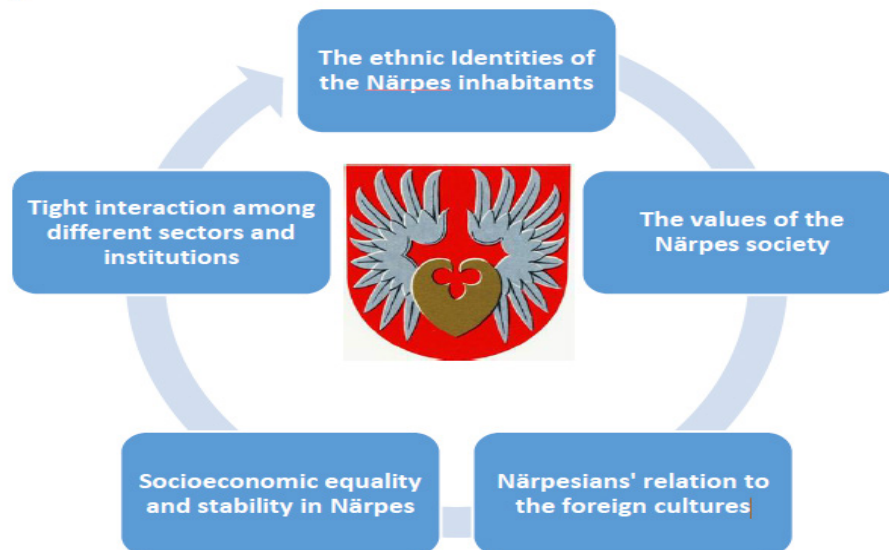 The ethnic Identities of
the Närpes inhabitants
The values of the
Närpes society
Närpesians' relation to
the foreign cultures
Socioeconomic equality
and stability in Närpes
Tight interaction among
different sectors and
institutions